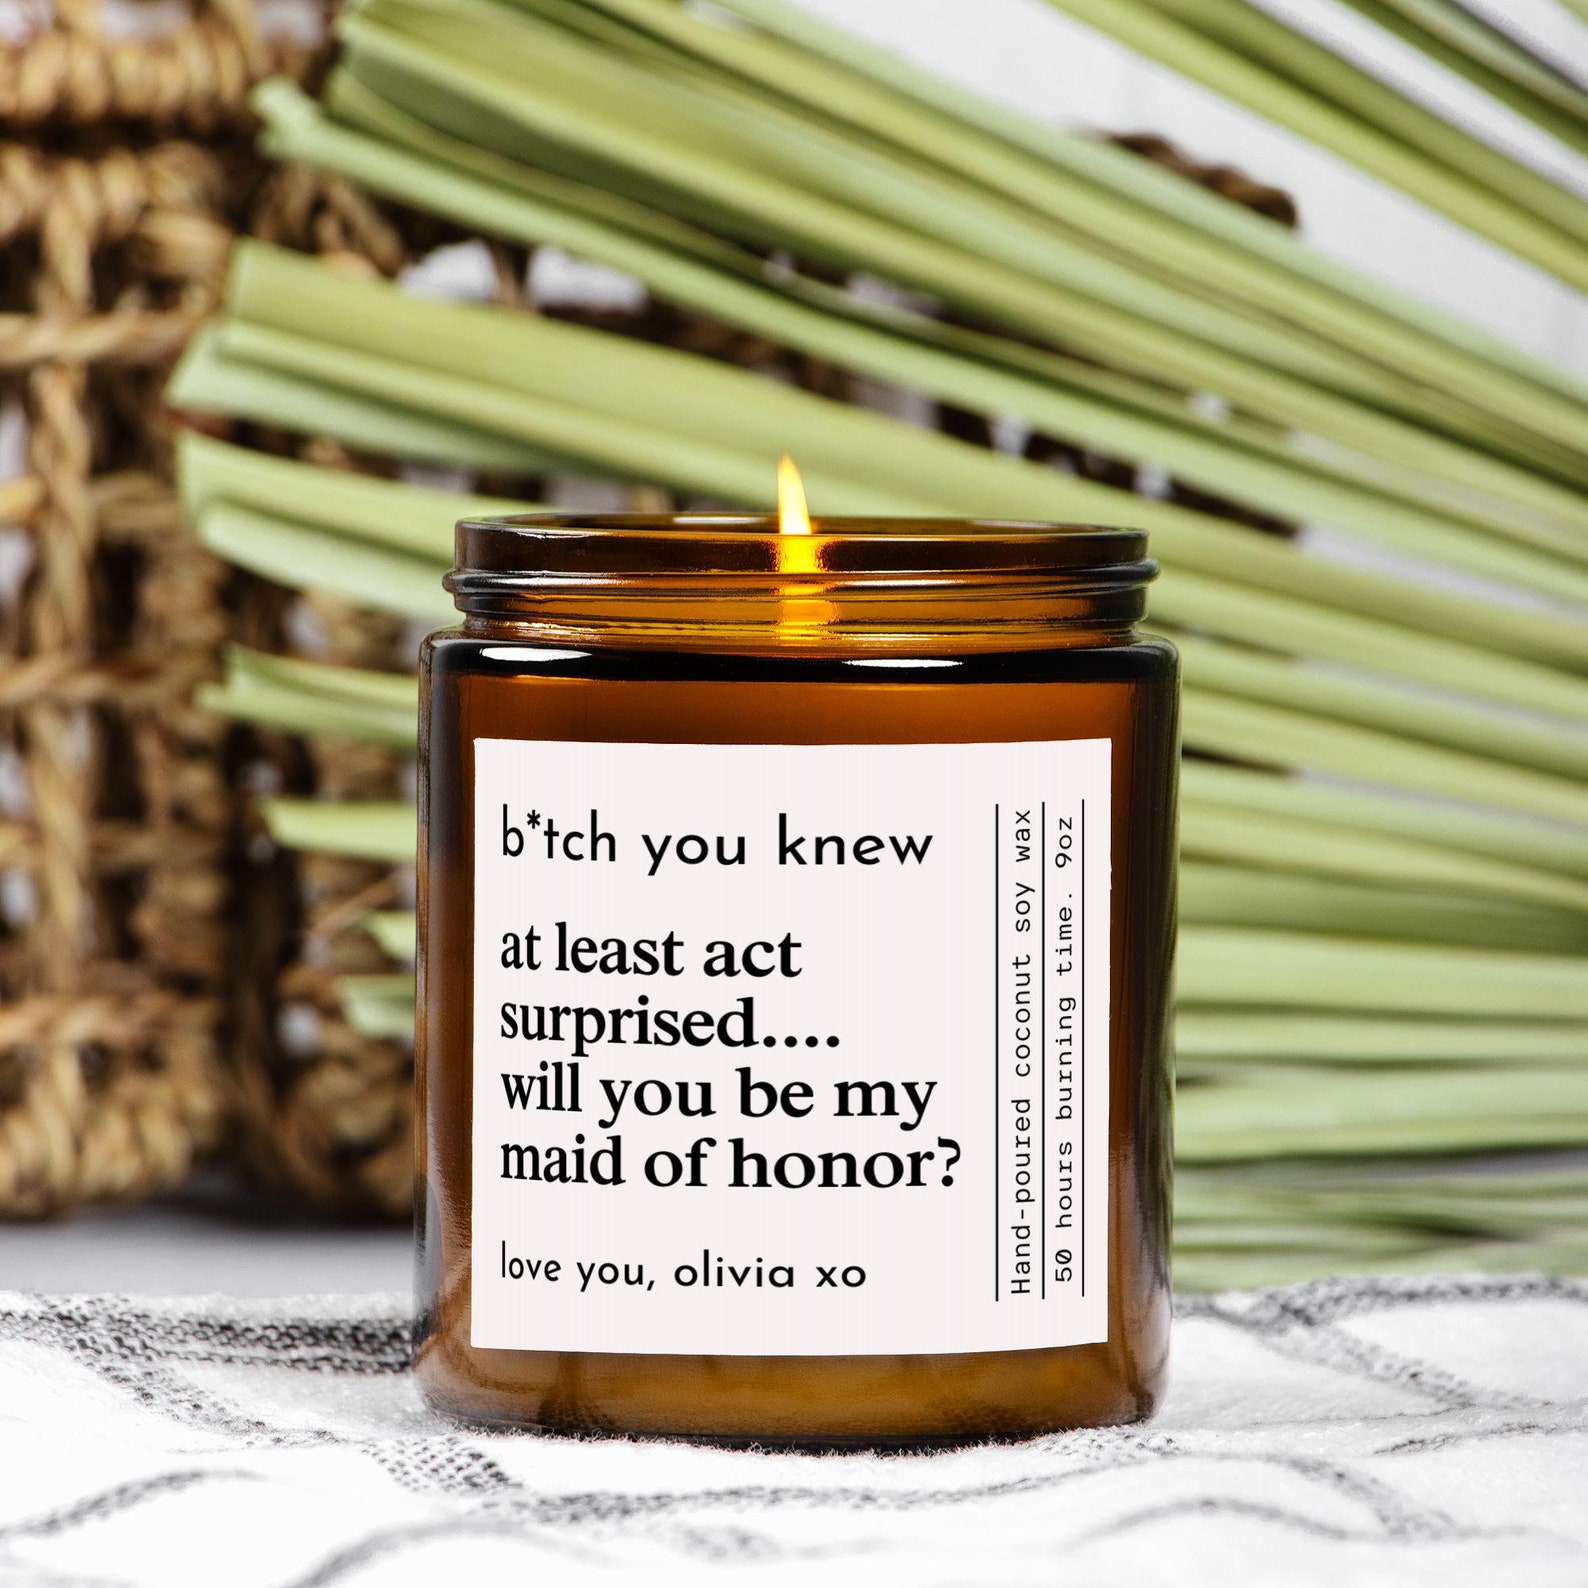 b*tch you knew
at least act
surprised....
will you be my
maid of honor?
love you, olivia xo
Hand-poured coconut soy wax
50 hours burning time. 9oz